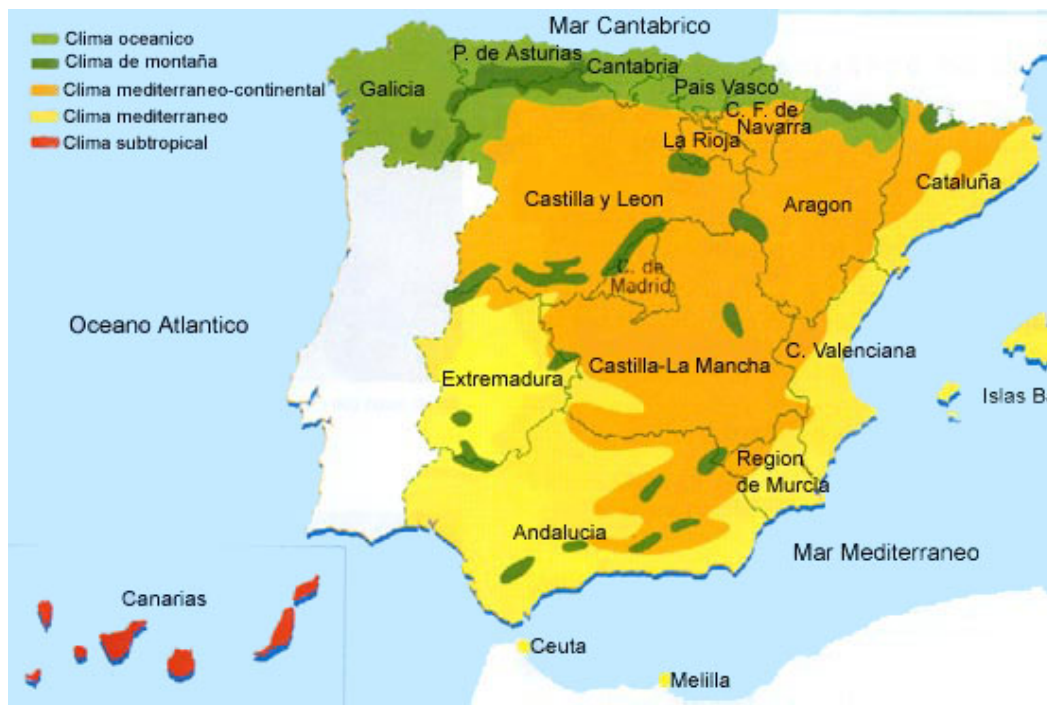 Mar Cantabrico
Clima oceanico
Clima de montaña
Clima mediterraneo-continental
Clima mediterraneo
Clima subtropical
P. de Asturias
Cantabria
Galicia
Pais Vasco
C. F. de
Navarra
La Rioja
Castilla y Leon
Aragon
Cataluña
C. de
Madrid
Oceano Atlantico
Extremadura
Castilla-La Mancha
C. Valenciana
Islas B
Region
de Murcia
Andalucia
Mar Mediterraneo
Canarias
Ceuta
Melilla